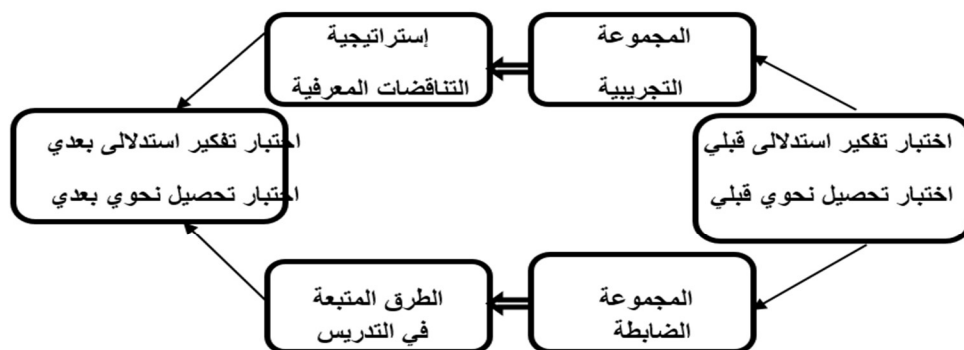 المجموعة
التجريبية
إستراتيجية
التناقضات المعرفية
اختبار تفكير استدلالى قبلي
اختبار تحصيل نحوي قبلي
اختبار تفكير استدلالى بعدي
اختبار تحصيل نحوي بعدي
المجموعة
الضابطة
الطرق المتبعة
في التدريس